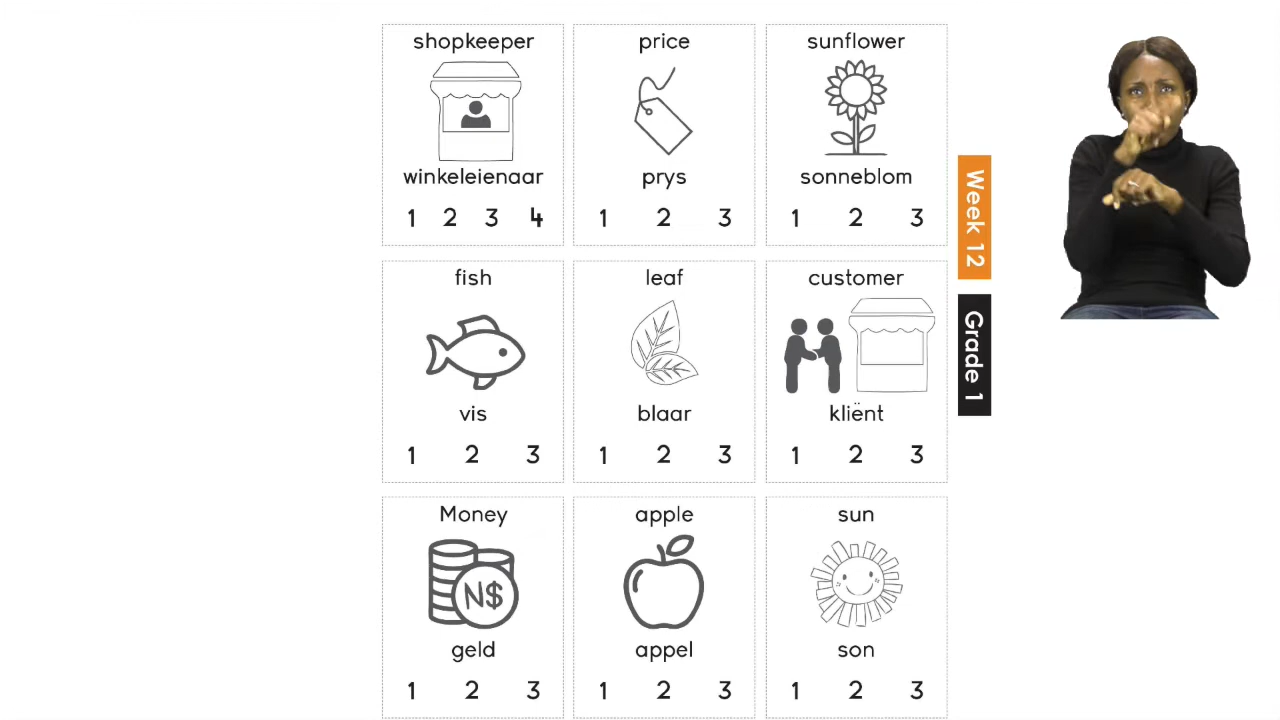 shopkeeper
winkeleienaar
1 2 3 4
price
prys
1 2 3
sunflower
sonneblom
1 2 3
fish
vis
1 2 3
leaf
blaar
1 2 3
customer
kliënt
1 2 3
Money
N$
geld
1 2 3
apple
appel
1 2 3
sun
son
1 2 3
Week 12
Grade 1